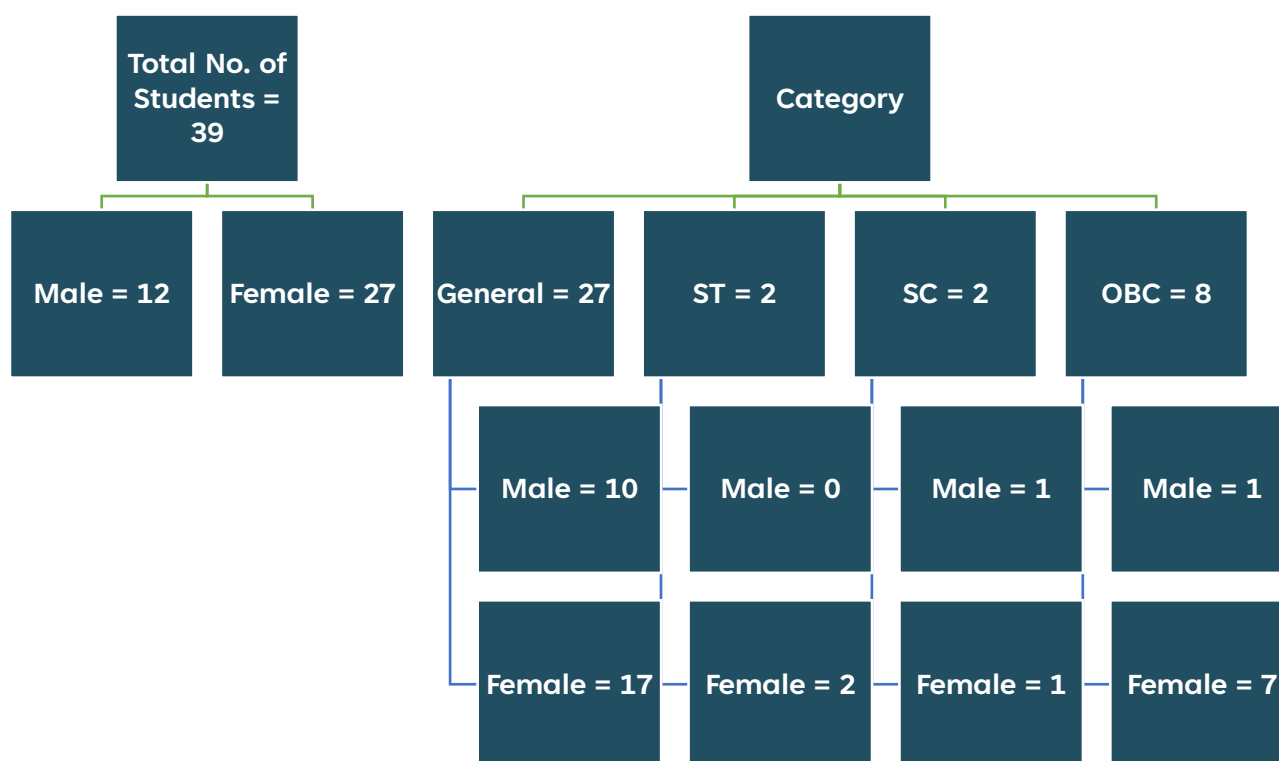 Total No. of
Students =
39
Category
Male = 12
Female = 27
General = 27
ST = 2
SC = 2
OBC = 8
Male = 10
Male = 0
Male = 1
Male = 1
Female = 17
Female = 2
Female = 1
Female = 7